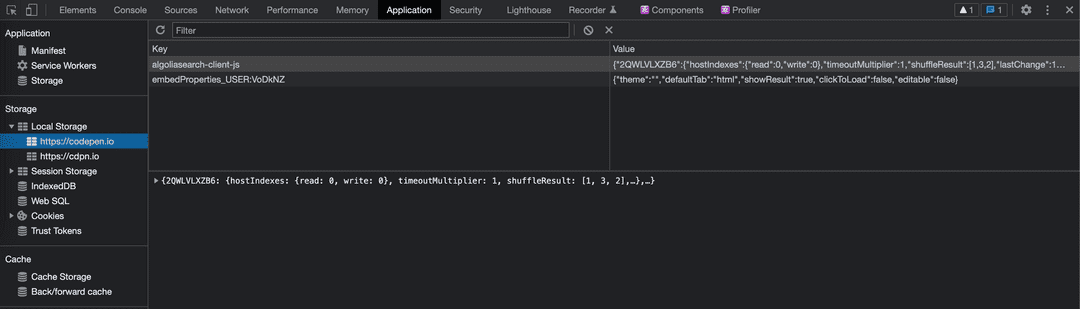 Elements Console Sources Network Performance Memory Application Security Lighthouse Recorder Components Profiler 1 1
Application
Manifest
Service Workers
Storage
Storage
Local Storage
https://codepen.io
https://cdpn.io
Session Storage
IndexedDB
Web SQL
Cookies
Trust Tokens
Cache
Cache Storage
Back/forward cache
Filter
Key Value
algoliasearch-client-js {"2QWLVLXZB6":{"hostIndexes":{"read":0,"write":0},"timeoutMultiplier":1,"shuffleResult":[1,3,2],"lastChange":1…
embedProperties_USER:VoDkNZ {"theme":"","defaultTab":"html","showResult":true,"clickToLoad":false,"editable":false}
{2QWLVLXZB6: {hostIndexes: {read: 0, write: 0}, timeoutMultiplier: 1, shuffleResult: [1, 3, 2],…},…}